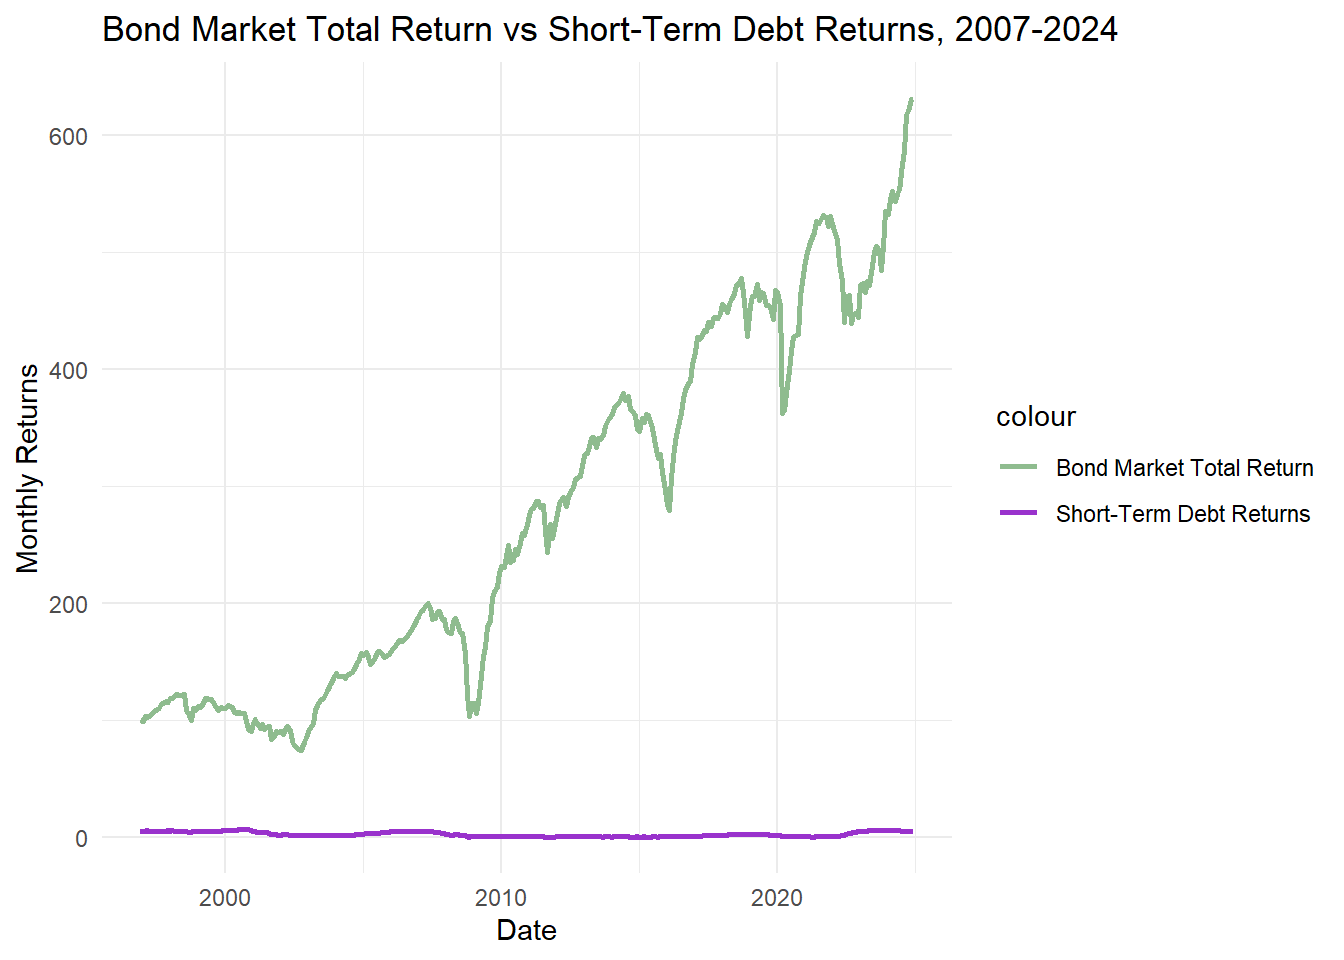 Bond Market Total Return vs Short-Term Debt Returns, 2007-2024
Monthly Returns
600
400
200
0
2000
2010
2020
Date
colour
Bond Market Total Return
Short-Term Debt Returns